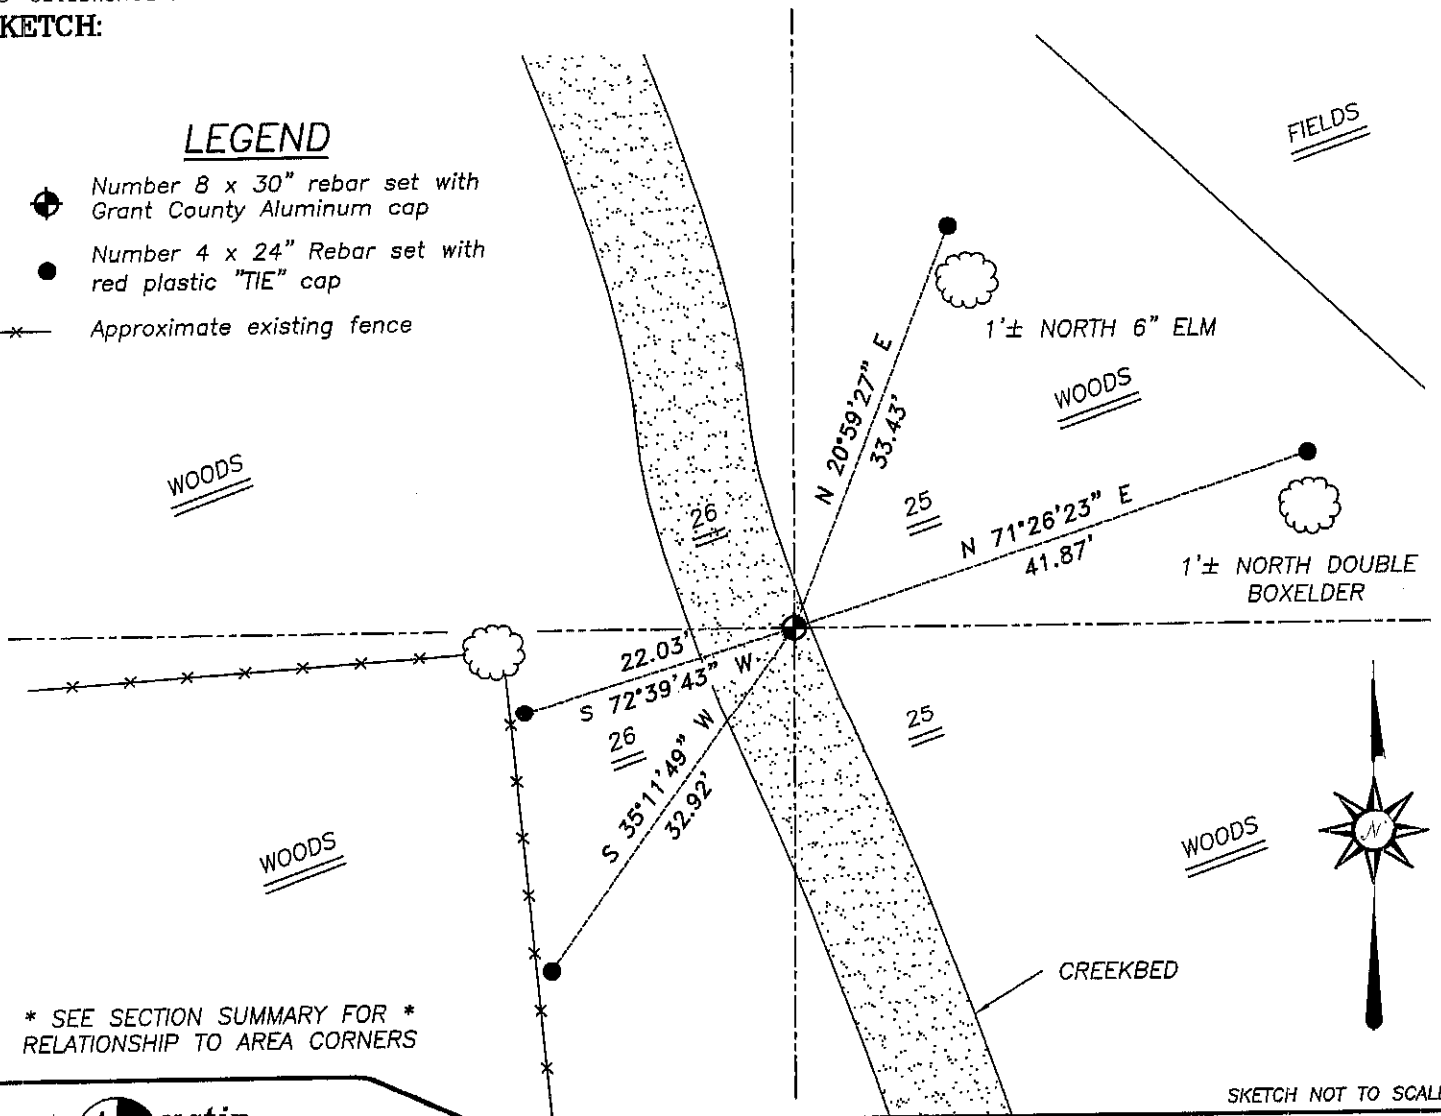 KETCH:
LEGEND
Number 8 x 30" rebar set with
Grant County Aluminum cap
Number 4 x 24" Rebar set with
red plastic "TIE" cap
Approximate existing fence
FIELDS
1'± NORTH 6" ELM
WOODS
N 20°59'27" E
33.43'
WOODS
26
25
N 71°26'23" E
41.87'
1'± NORTH DOUBLE
BOXELDER
22.03'
S 72°39'43" W
26
25
S 35°11'49" W
32.92'
WOODS
WOODS
N
CREEKBED
* SEE SECTION SUMMARY FOR *
RELATIONSHIP TO AREA CORNERS
SKETCH NOT TO SCALE